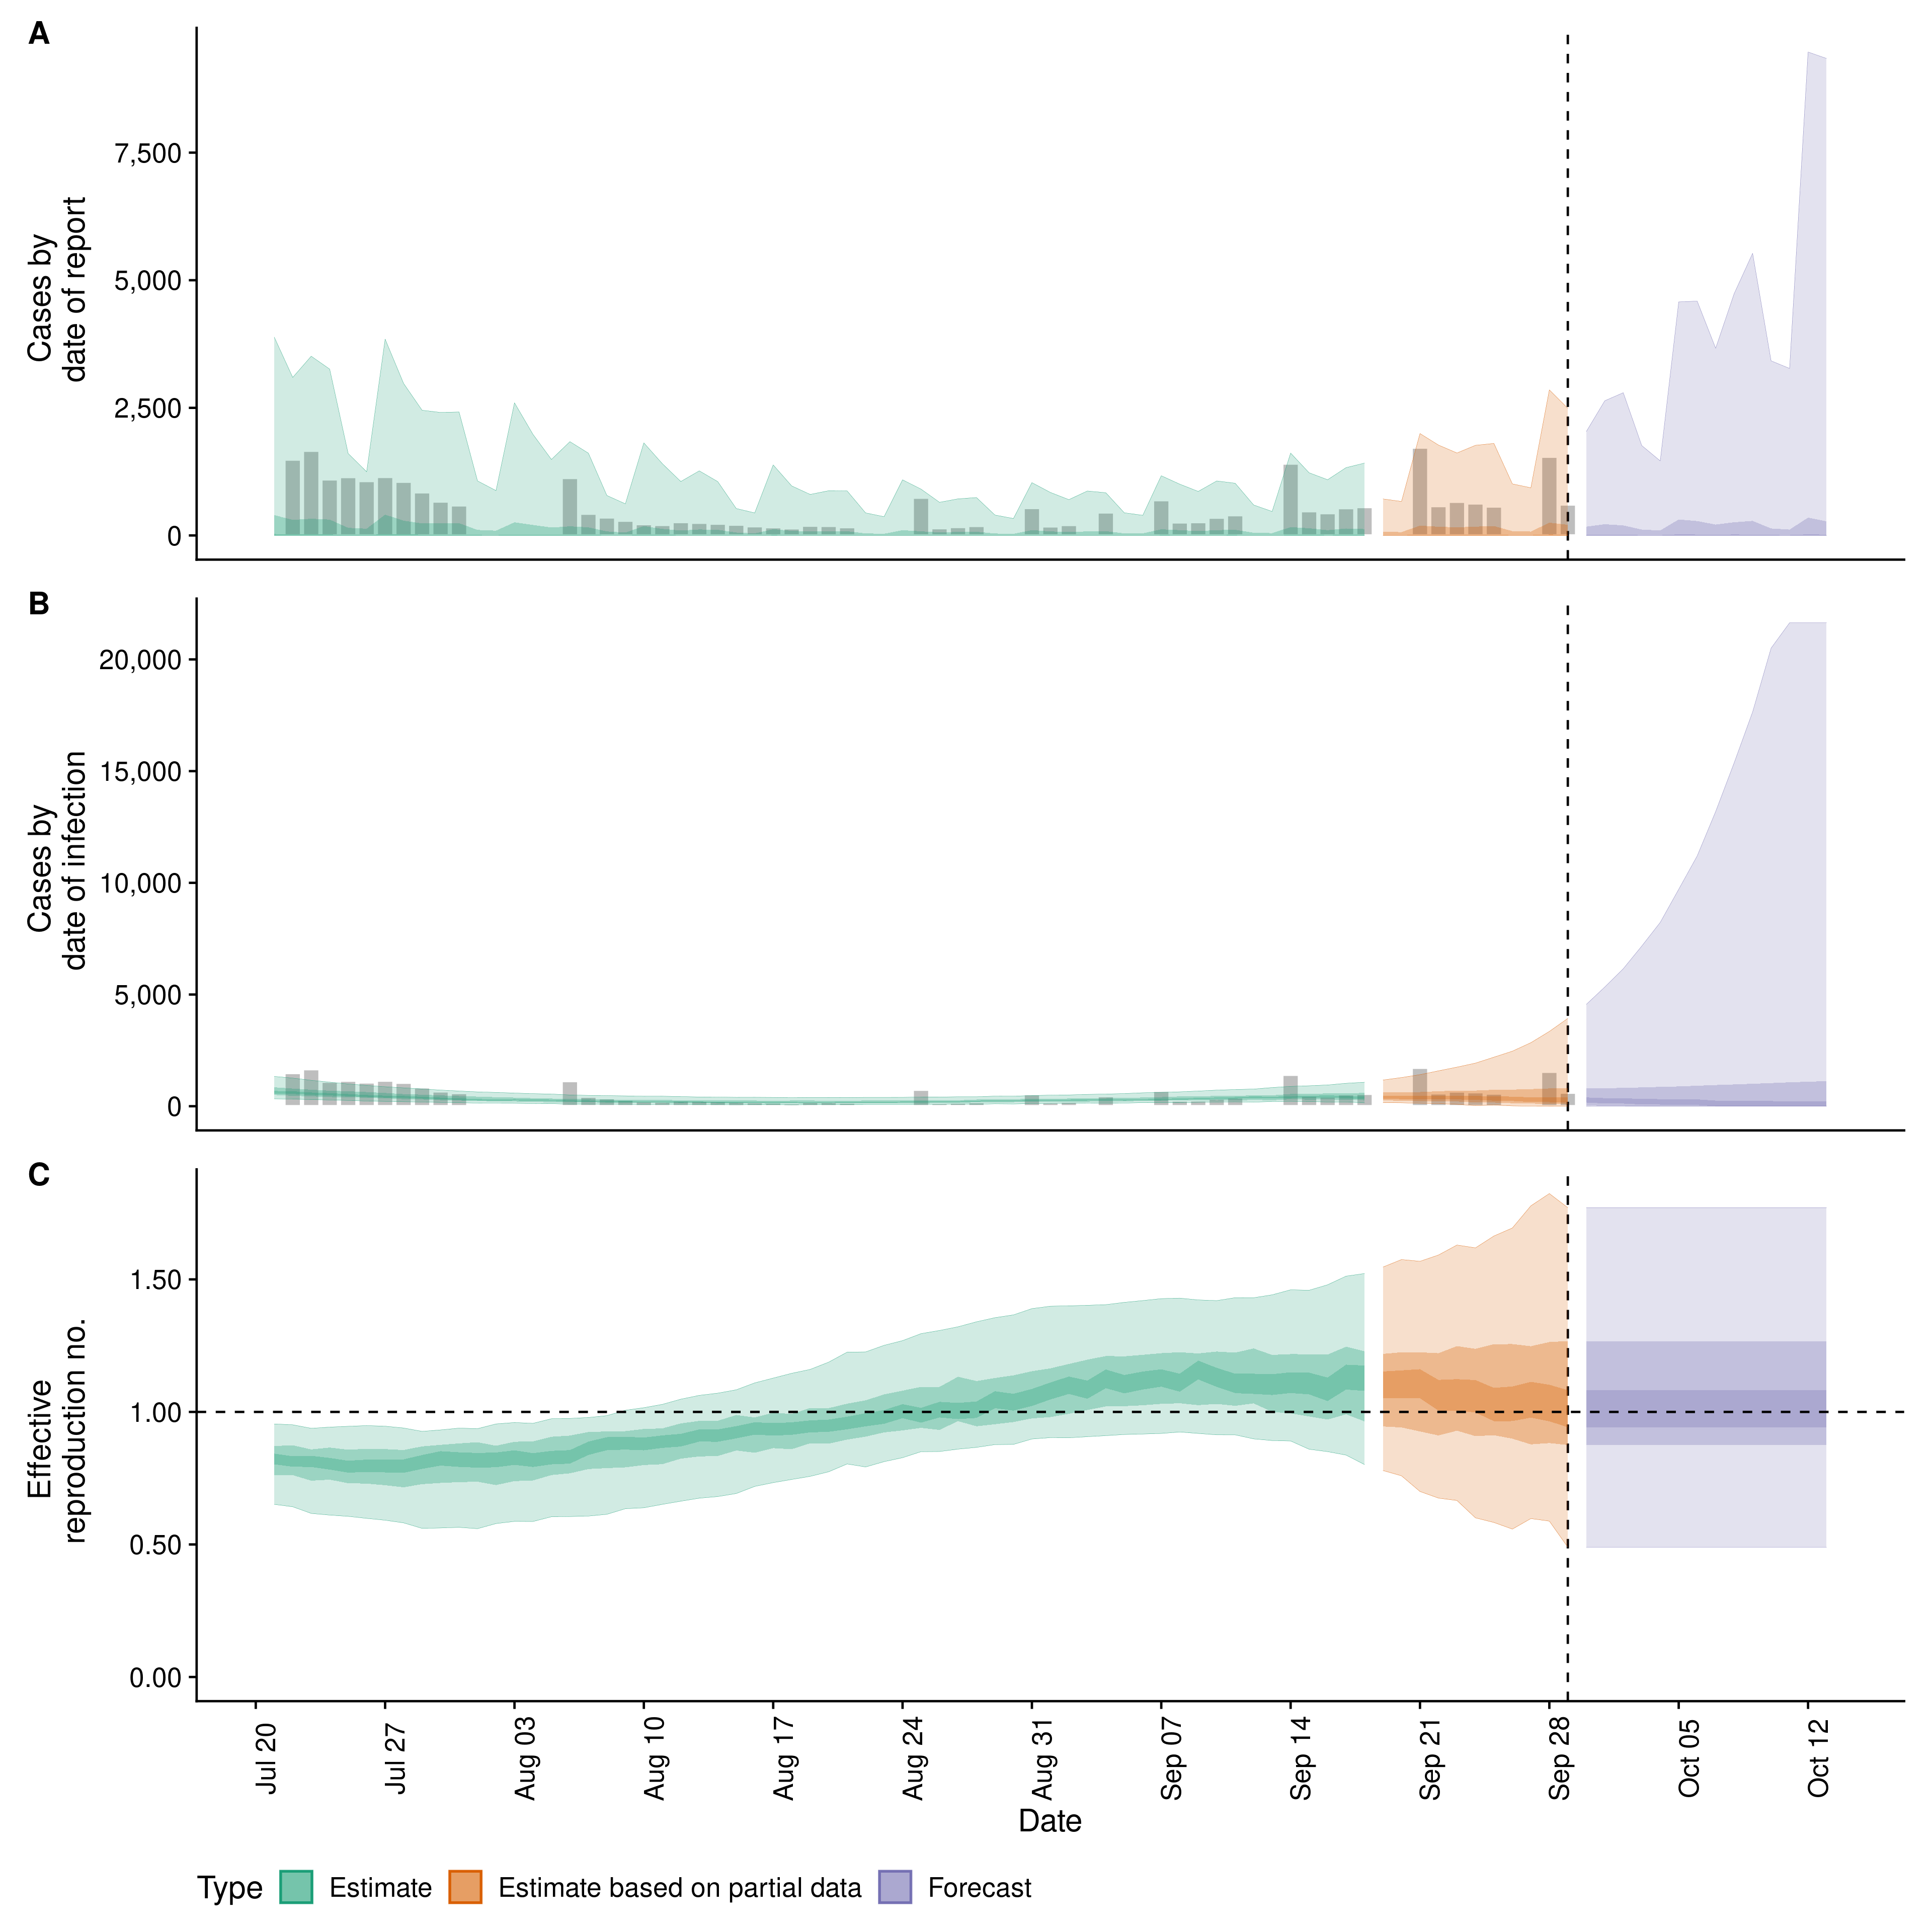 A
Cases by
date of report
7,500
5,000
2,500
0
B
Cases by
date of infection
20,000
15,000
10,000
5,000
0
C
Effective
reproduction no.
1.50
1.00
0.50
0.00
Jul 20
Jul 27
Aug 03
Aug 10
Aug 17
Aug 24
Aug 31
Sep 07
Sep 14
Sep 21
Sep 28
Oct 05
Oct 12
Date
Type Estimate Estimate based on partial data Forecast